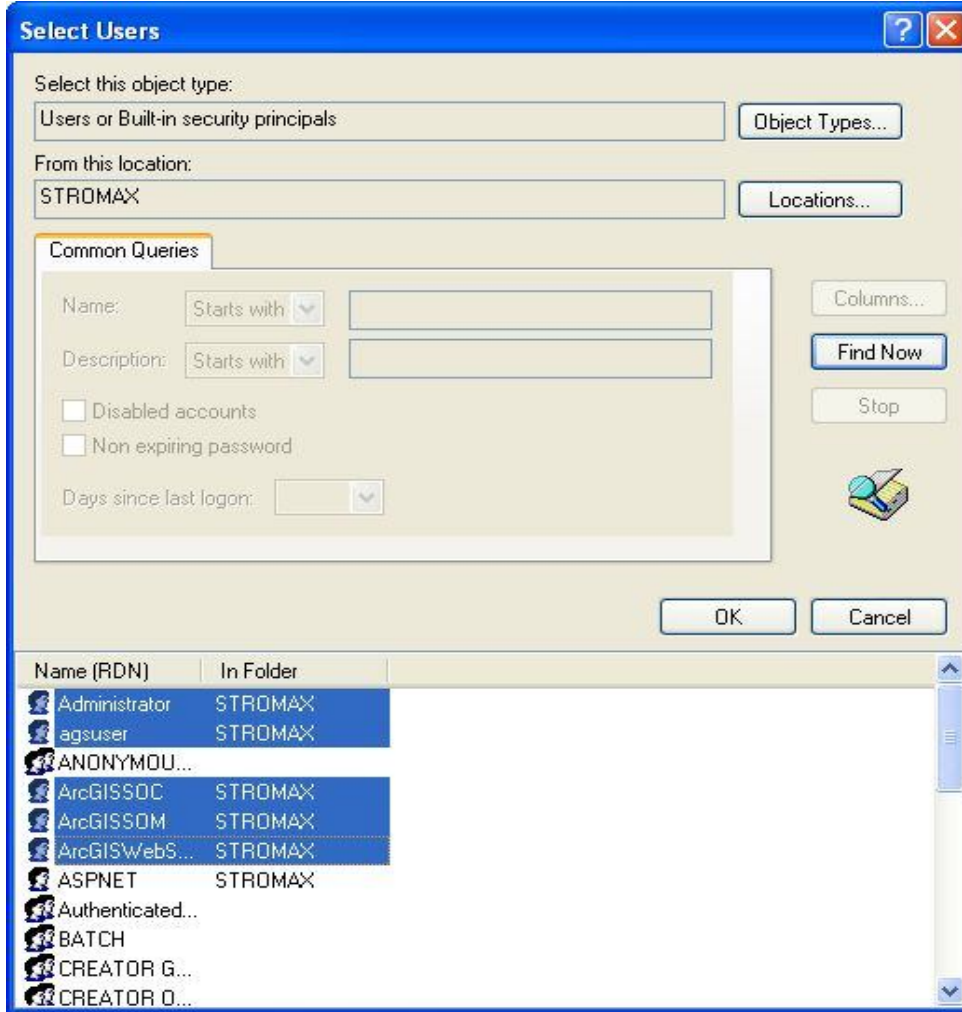 Select Users
Select this object type:
Users or Built-in security principals
Object Types...
From this location:
STROMAX
Locations...
Common Queries
Name: Starts with
Columns...
Description: Starts with
Find Now
Disabled accounts
Stop
Non expiring password
Days since last logon:
OK Cancel
Name (RDN) In Folder
Administrator STROMAX
agsuser STROMAX
ANONYMOU...
ArcGISSOC STROMAX
ArcGISSOM STROMAX
ArcGISWebS... STROMAX
ASPNET STROMAX
Authenticated...
BATCH
CREATOR G...
CREATOR O...